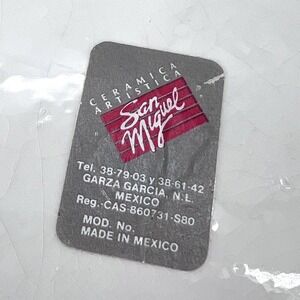 CERAMICA
ARTISTICA
San
Miguel
Tel. 38-79-03 y 38-61-42
GARZA GARCIA, N.L.
MEXICO
Reg.-CAS-860731-S80
MOD. No.
MADE IN MEXICO